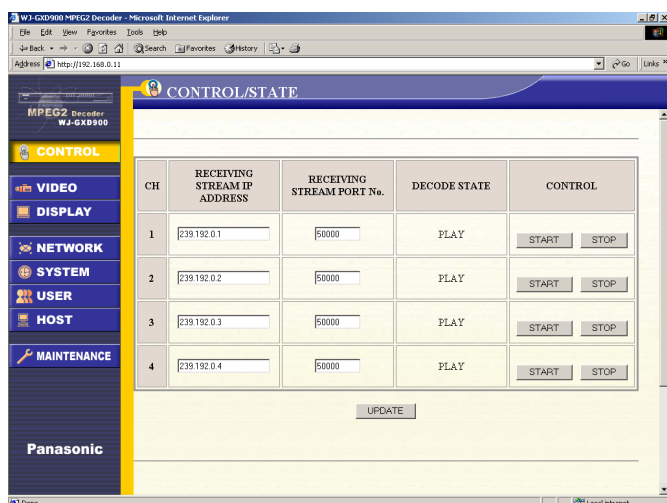 WJ-GXD900 MPEG2 Decoder - Microsoft Internet Explorer
File Edit View Favorites Tools Help
Back Search Favorites History
Address http://192.168.0.11 Go Links »
MPEG2 Decoder
WJ-GXD900
CONTROL
VIDEO
DISPLAY
NETWORK
SYSTEM
USER
HOST
MAINTENANCE
Panasonic
CONTROL/STATE
CH RECEIVING STREAM IP ADDRESS RECEIVING STREAM PORT No. DECODE STATE CONTROL
1 239.192.0.1 50000 PLAY START STOP
2 239.192.0.2 50000 PLAY START STOP
3 239.192.0.3 50000 PLAY START STOP
4 239.192.0.4 50000 PLAY START STOP
UPDATE
Done Local intranet